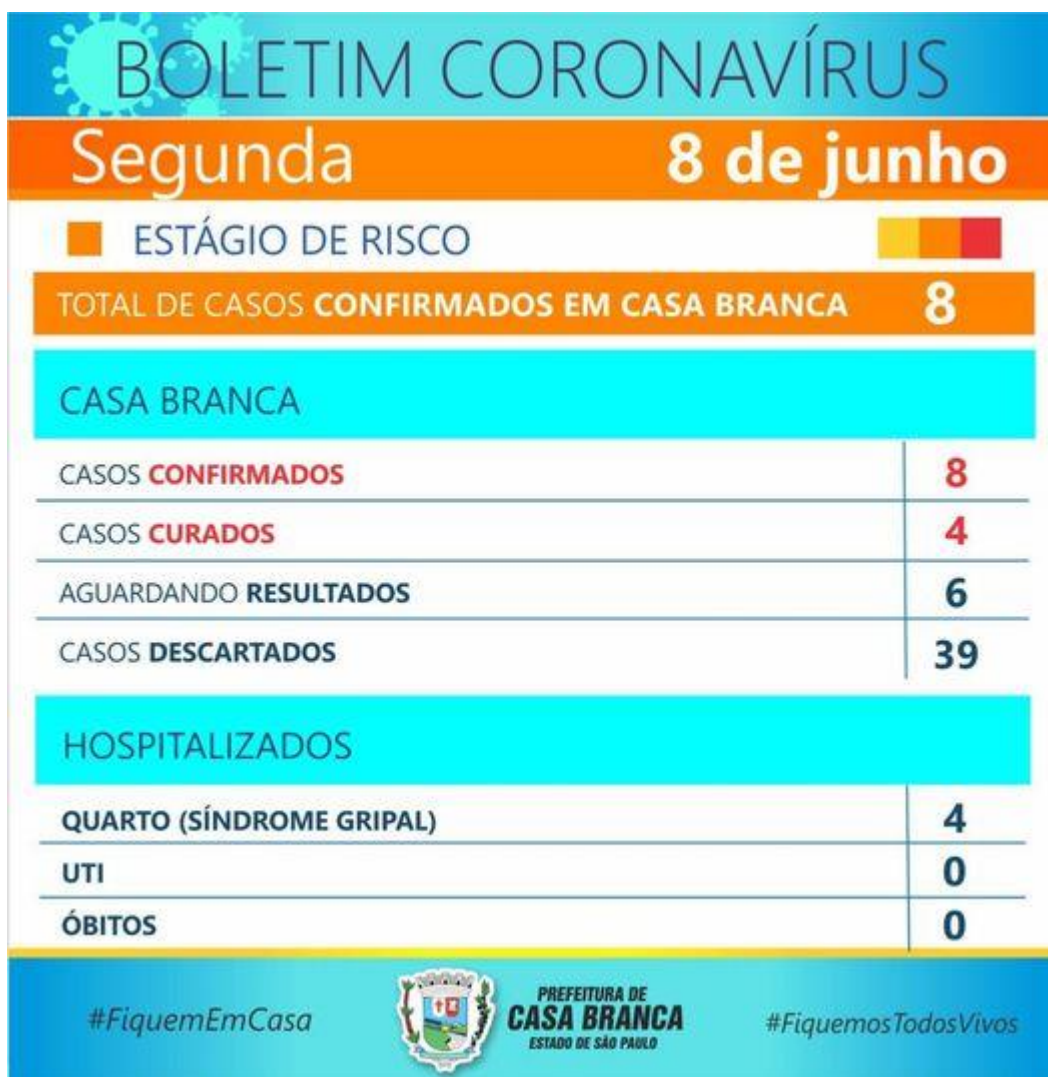 BOLETIM CORONAVÍRUS
Segunda 8 de junho
ESTÁGIO DE RISCO
TOTAL DE CASOS CONFIRMADOS EM CASA BRANCA 8
CASA BRANCA
CASOS CONFIRMADOS 8
CASOS CURADOS 4
AGUARDANDO RESULTADOS 6
CASOS DESCARTADOS 39
HOSPITALIZADOS
QUARTO (SÍNDROME GRIPAL) 4
UTI 0
ÓBITOS 0
#FiquemEmCasa
PREFEITURA DE
CASA BRANCA
ESTADO DE SÃO PAULO
#FiquemosTodosVivos